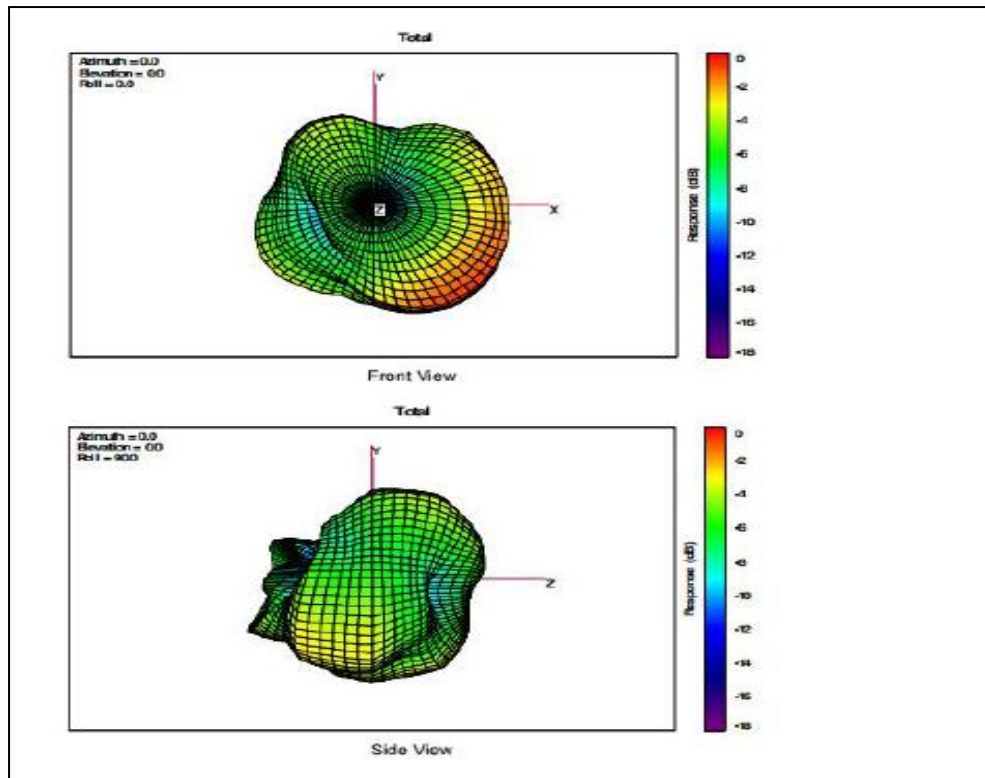 Total
Azimuth = 0.0
Elevation = 0.0
Roll = 0.0
Y
Z
X
0
-2
-4
-6
-8
-10
-12
-14
-16
-18
Response (dB)
Front View
Total
Azimuth = 0.0
Elevation = 0.0
Roll = 90.0
Y
Z
0
-2
-4
-6
-8
-10
-12
-14
-16
-18
Response (dB)
Side View